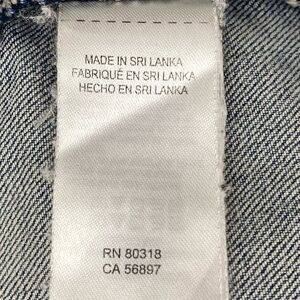 MADE IN SRI LANKA
FABRIQUÉ EN SRI LANKA
HECHO EN SRI LANKA
RN 80318
CA 56897